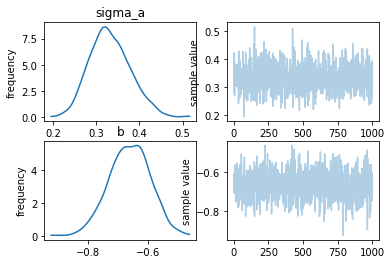 sigma_a
frequency
7.5
5.0
2.5
0.0
0.2 0.3 0.4 0.5
sample value
0.5
0.4
0.3
0.2
0 250 500 750 1000
b
frequency
4
2
0
−0.8 −0.6
sample value
−0.6
−0.8
0 250 500 750 1000